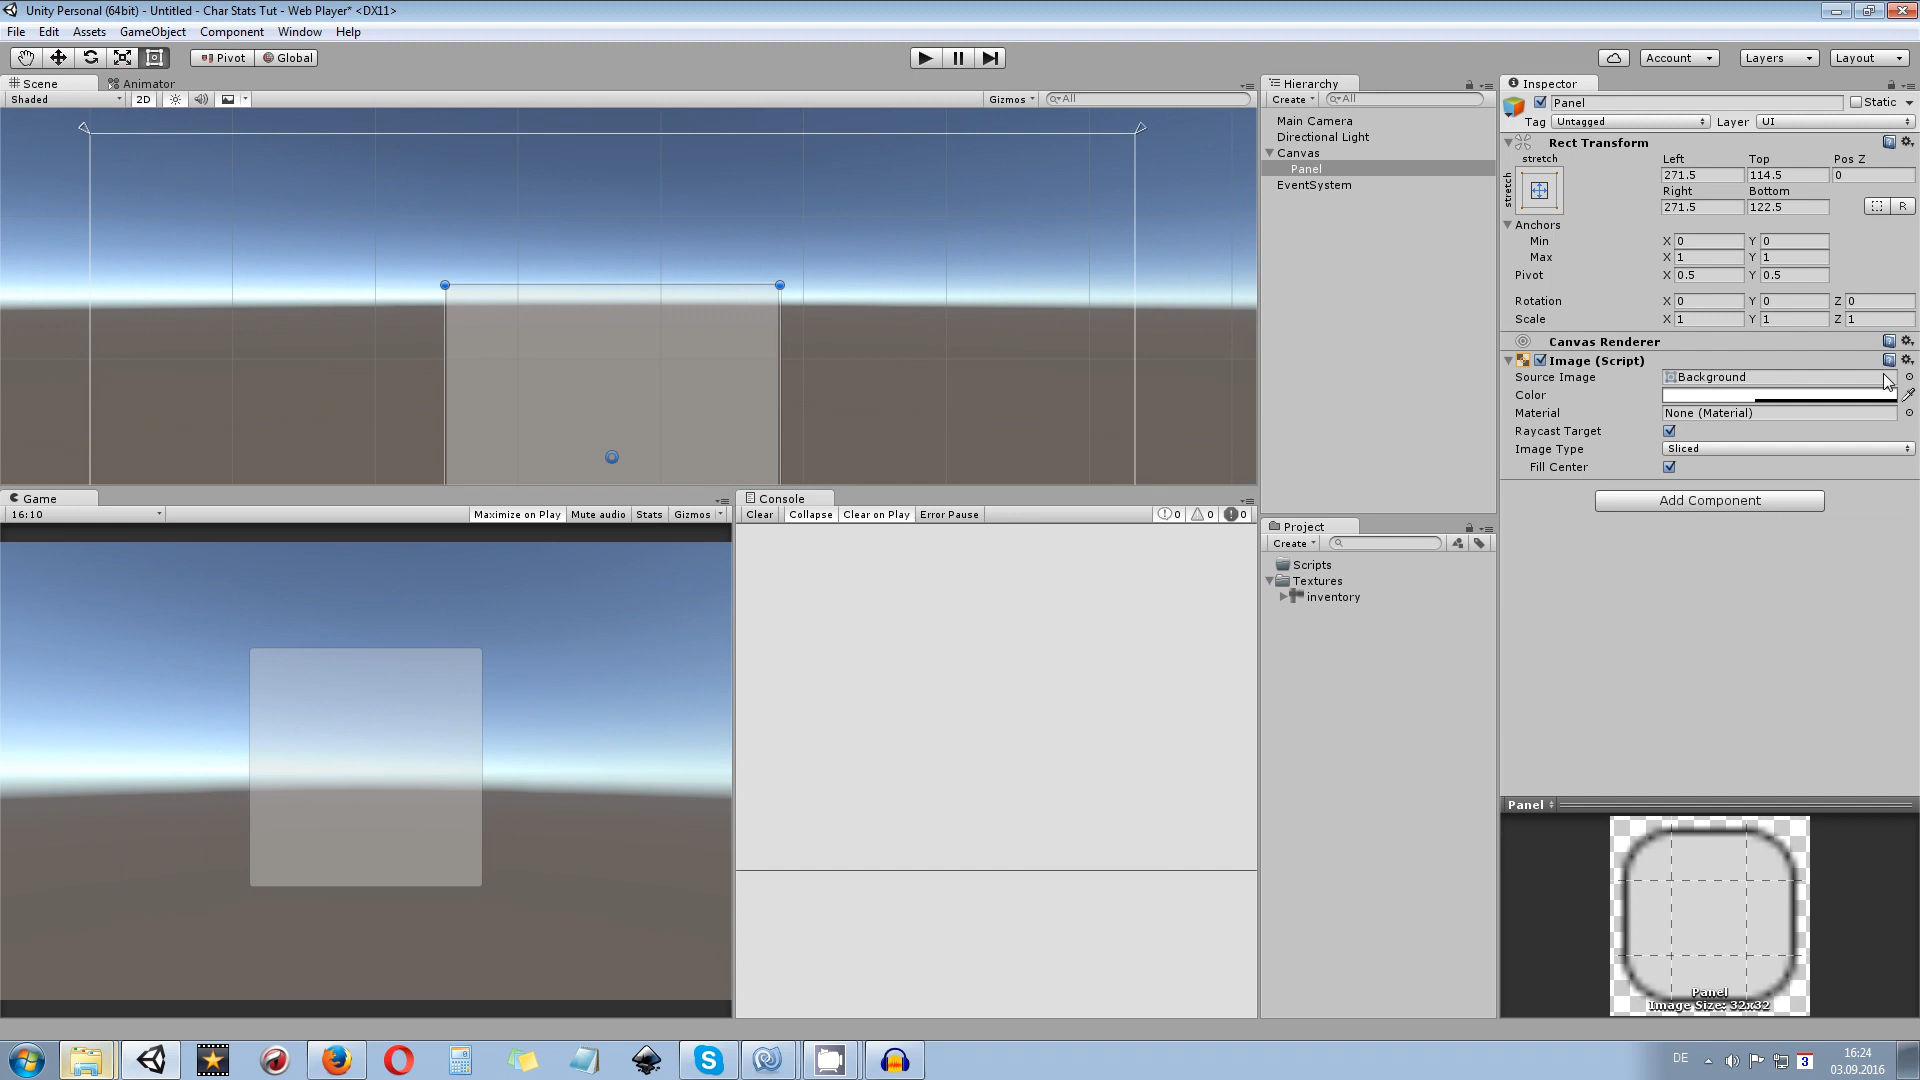 Unity Personal (64bit) - Untitled - Char Stats Tut - Web Player* <DX11>
File Edit Assets GameObject Component Window Help
Pivot Global Account Layers Layout
Scene Animator
Shaded 2D Gizmos All
Hierarchy
Create All
Main Camera
Directional Light
Canvas
Panel
EventSystem
Inspector
Panel Static
Tag Untagged Layer UI
Rect Transform
stretch
stretch
Left Top Pos Z
271.5 114.5 0
Right Bottom
271.5 122.5 R
Anchors
Min X 0 Y 0
Max X 1 Y 1
Pivot X 0.5 Y 0.5
Rotation X 0 Y 0 Z 0
Scale X 1 Y 1 Z 1
Canvas Renderer
Image (Script)
Source Image Background
Color
Material None (Material)
Raycast Target
Image Type Sliced
Fill Center
Add Component
Game
16:10 Maximize on Play Mute audio Stats Gizmos
Console
Clear Collapse Clear on Play Error Pause 0 0 0
Project
Create
Scripts
Textures
inventory
Panel
Panel
Image Size: 32x32
DE 3 16:24
03.09.2016